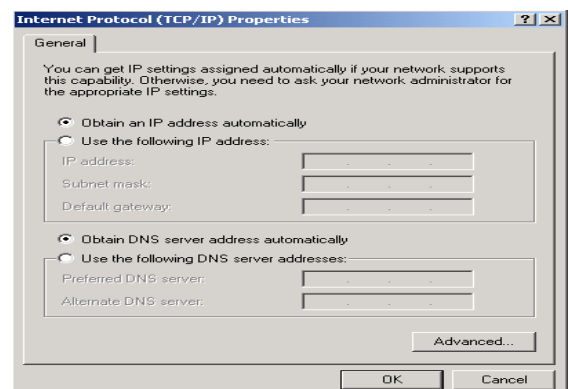 Internet Protocol (TCP/IP) Properties
General
You can get IP settings assigned automatically if your network supports
this capability. Otherwise, you need to ask your network administrator for
the appropriate IP settings.
Obtain an IP address automatically
Use the following IP address:
IP address:
Subnet mask:
Default gateway:
Obtain DNS server address automatically
Use the following DNS server addresses:
Preferred DNS server:
Alternate DNS server:
Advanced...
OK
Cancel